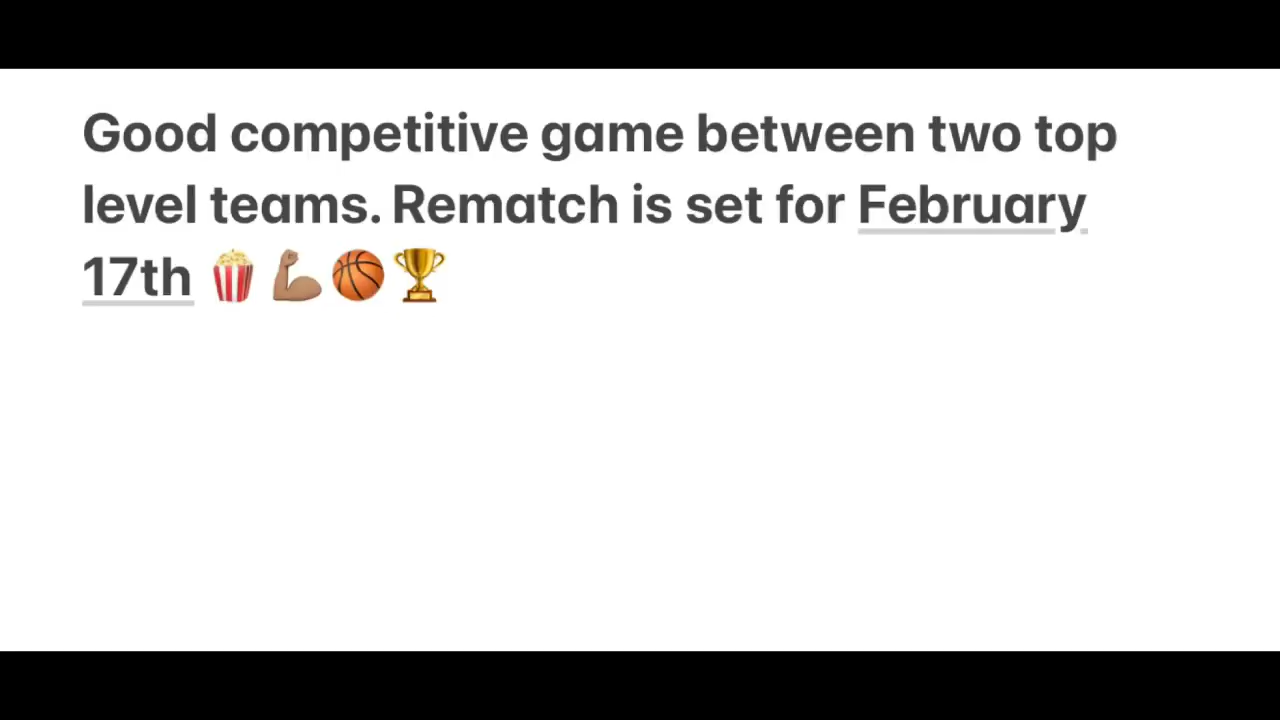 Good competitive game between two top
level teams. Rematch is set for February
17th 🍿💪🏽🏀🏆